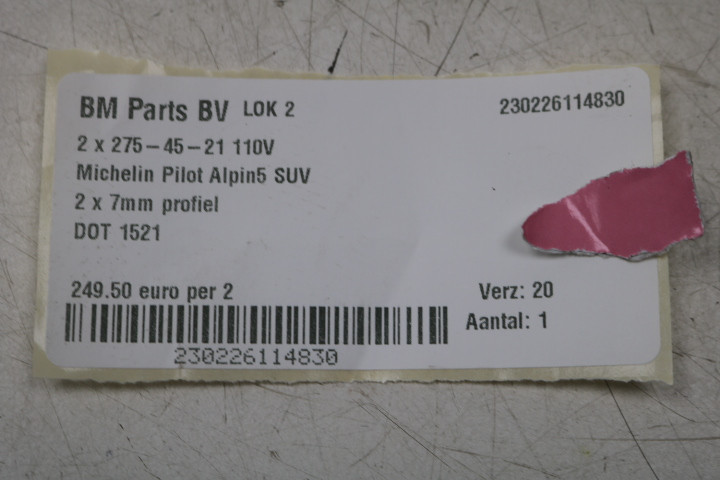 BM Parts BV LOK 2 230226114830
2 x 275-45-21 110V
Michelin Pilot Alpin5 SUV
2 x 7mm profiel
DOT 1521
249.50 euro per 2 Verz: 20
Aantal: 1
230226114830